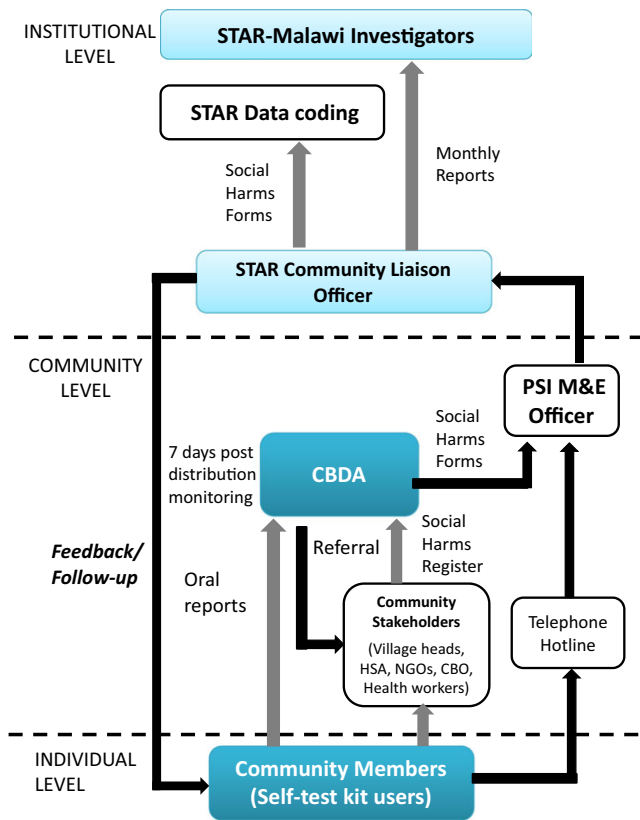 INSTITUTIONAL
LEVEL
STAR-Malawi Investigators
STAR Data coding
Social
Harms
Forms
Monthly
Reports
STAR Community Liaison
Officer
COMMUNITY
LEVEL
PSI M&E
Officer
Social
Harms
Forms
7 days post
distribution
monitoring
CBDA
Feedback/
Follow-up
Oral
reports
Referral
Social
Harms
Register
Community
Stakeholders
(Village heads,
HSA, NGOs, CBO,
Health workers)
Telephone
Hotline
INDIVIDUAL
LEVEL
Community Members
(Self-test kit users)